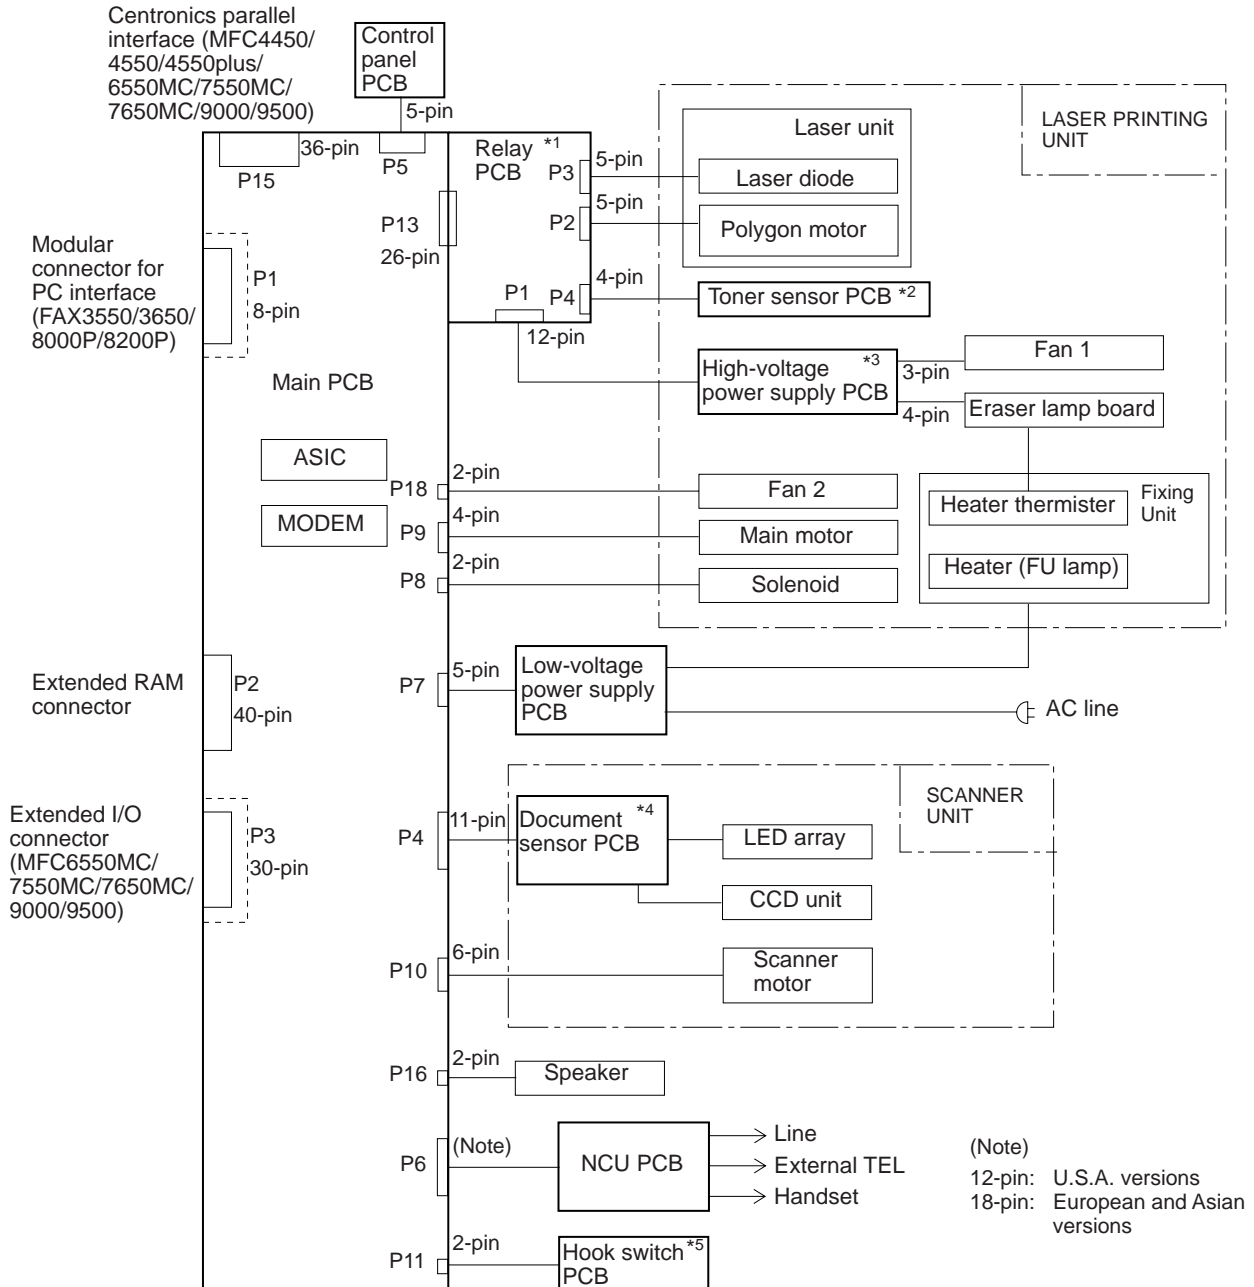 Centronics parallel
interface (MFC4450/
4550/4550plus/
6550MC/7550MC/
7650MC/9000/9500)
Control
panel
PCB
5-pin
36-pin
P15
P5
Relay *1
PCB
P3
5-pin
P2
5-pin
P4
4-pin
P1
12-pin
P13
26-pin
Laser unit
Laser diode
Polygon motor
LASER PRINTING
UNIT
Toner sensor PCB *2
High-voltage *3
power supply PCB
3-pin
Fan 1
4-pin
Eraser lamp board
Modular
connector for
PC interface
(FAX3550/3650/
8000P/8200P)
P1
8-pin
Main PCB
ASIC
MODEM
P18
2-pin
Fan 2
P9
4-pin
Main motor
P8
2-pin
Solenoid
Heater thermister
Fixing
Unit
Heater (FU lamp)
Extended RAM
connector
P2
40-pin
P7
5-pin
Low-voltage
power supply
PCB
AC line
Extended I/O
connector
(MFC6550MC/
7550MC/7650MC/
9000/9500)
P3
30-pin
P4
11-pin
Document *4
sensor PCB
LED array
CCD unit
SCANNER
UNIT
P10
6-pin
Scanner
motor
P16
2-pin
Speaker
P6
(Note)
NCU PCB
Line
External TEL
Handset
(Note)
12-pin: U.S.A. versions
18-pin: European and Asian
versions
P11
2-pin
Hook switch *5
PCB